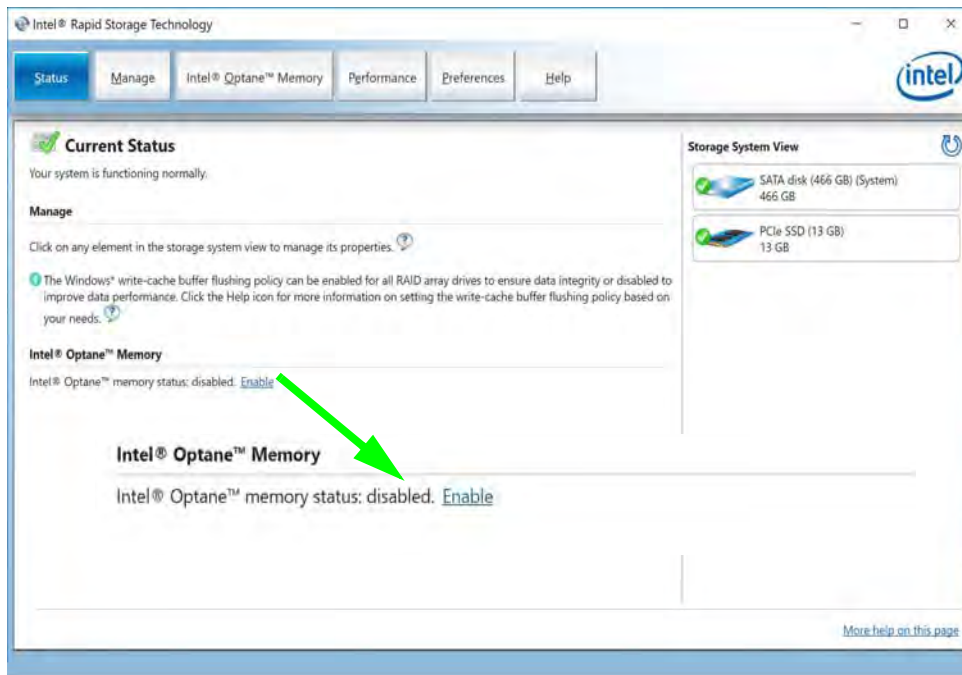 Intel® Rapid Storage Technology
Status
Manage
Intel® Optane™ Memory
Performance
Preferences
Help
intel
Current Status
Your system is functioning normally.
Manage
Click on any element in the storage system view to manage its properties.
The Windows* write-cache buffer flushing policy can be enabled for all RAID array drives to ensure data integrity or disabled to
improve data performance. Click the Help icon for more information on setting the write-cache buffer flushing policy based on
your needs.
Intel® Optane™ Memory
Intel® Optane™ memory status: disabled. Enable
Intel® Optane™ Memory
Intel® Optane™ memory status: disabled. Enable
Storage System View
SATA disk (466 GB) (System)
466 GB
PCIe SSD (13 GB)
13 GB
More help on this page